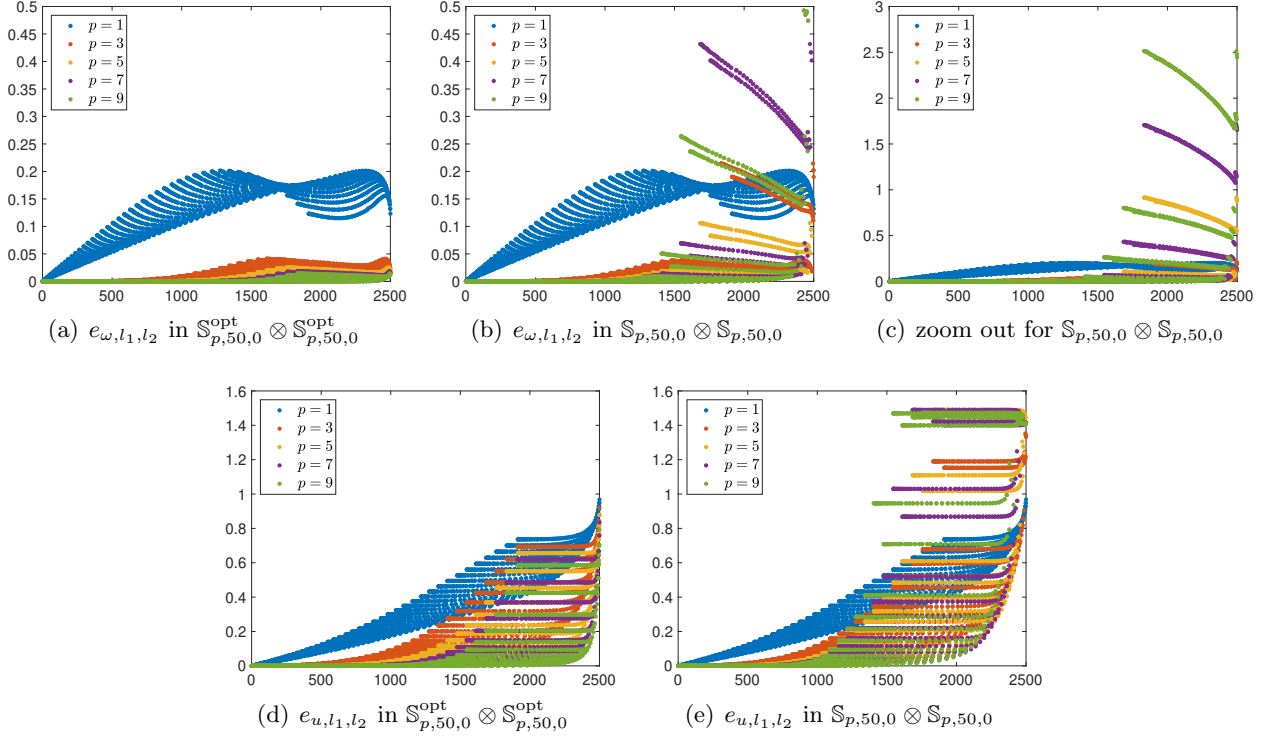 0.5
0.45
0.4
0.35
0.3
0.25
0.2
0.15
0.1
0.05
0
p = 1
p = 3
p = 5
p = 7
p = 9
0 500 1000 1500 2000 2500
(a) e_{ω,l_1,l_2} in 𝕊^{opt}_{p,50,0} ⊗ 𝕊^{opt}_{p,50,0}
0.5
0.45
0.4
0.35
0.3
0.25
0.2
0.15
0.1
0.05
0
p = 1
p = 3
p = 5
p = 7
p = 9
0 500 1000 1500 2000 2500
(b) e_{ω,l_1,l_2} in 𝕊_{p,50,0} ⊗ 𝕊_{p,50,0}
3
2.5
2
1.5
1
0.5
0
p = 1
p = 3
p = 5
p = 7
p = 9
0 500 1000 1500 2000 2500
(c) zoom out for 𝕊_{p,50,0} ⊗ 𝕊_{p,50,0}
1.6
1.4
1.2
1
0.8
0.6
0.4
0.2
0
p = 1
p = 3
p = 5
p = 7
p = 9
0 500 1000 1500 2000 2500
(d) e_{u,l_1,l_2} in 𝕊^{opt}_{p,50,0} ⊗ 𝕊^{opt}_{p,50,0}
1.6
1.4
1.2
1
0.8
0.6
0.4
0.2
0
p = 1
p = 3
p = 5
p = 7
p = 9
0 500 1000 1500 2000 2500
(e) e_{u,l_1,l_2} in 𝕊_{p,50,0} ⊗ 𝕊_{p,50,0}